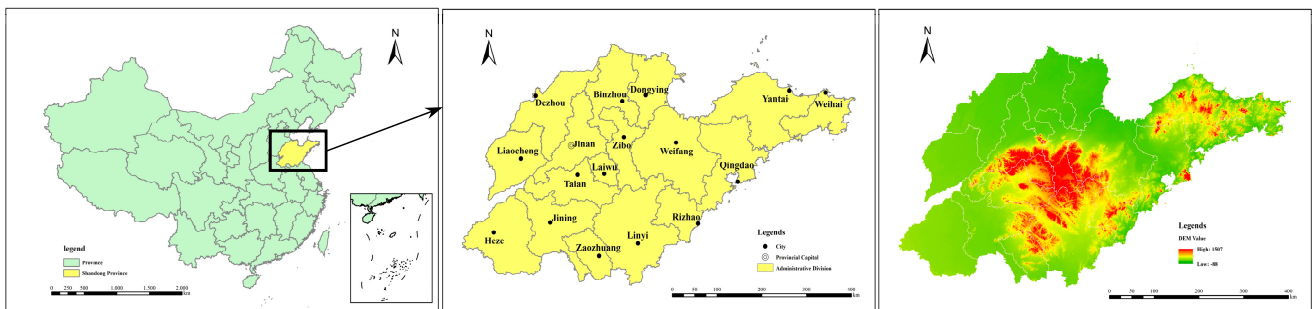 N
legend
Province
Shandong Province
0 250 500 1,000 1,500 2,000
km
N
Dezhou
Binzhou
Dongying
Yantai
Weihai
Liaocheng
Jinan
Zibo
Weifang
Laiwu
Taian
Qingdao
Jining
Rizhao
Heze
Linyi
Zaozhuang
Legends
City
Provincial Capital
Administrative Division
0 50 100 200 300 400
km
N
Legends
DEM Value
High: 1507
Low: -88
0 50 100 200 300 400
km